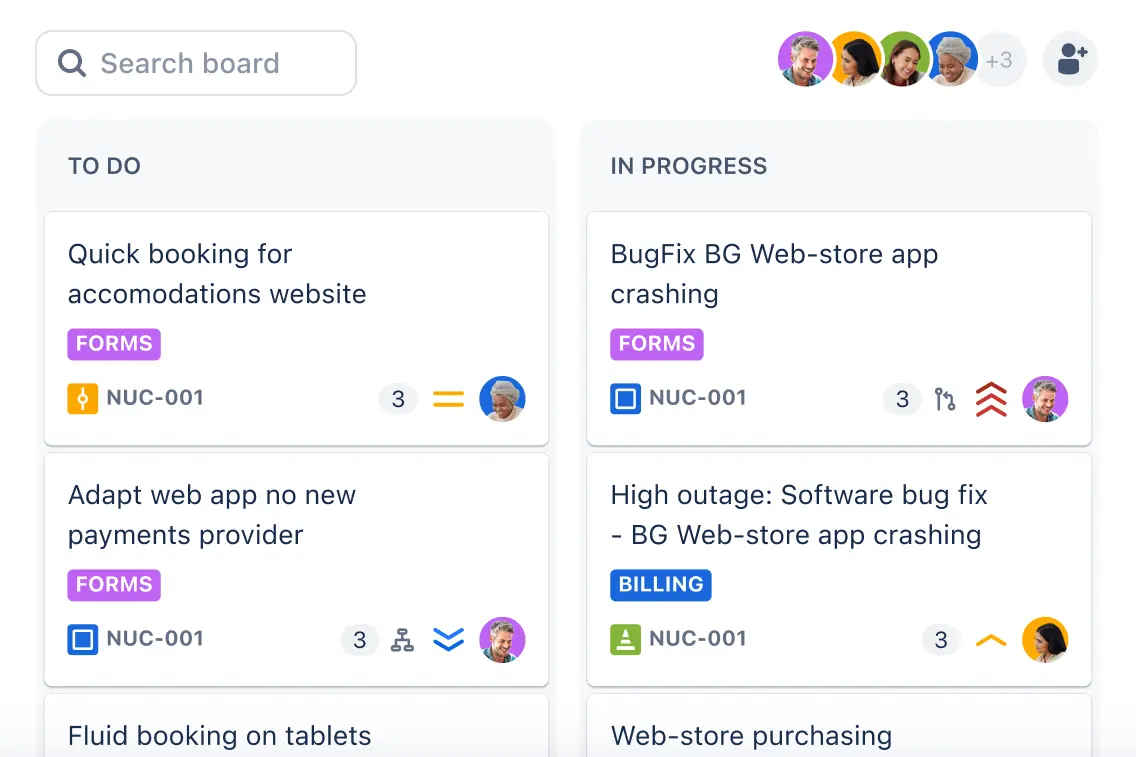 Search board
+3
TO DO
Quick booking for
accomodations website
FORMS
NUC-001
3
Adapt web app no new
payments provider
FORMS
NUC-001
3
Fluid booking on tablets
IN PROGRESS
BugFix BG Web-store app
crashing
FORMS
NUC-001
3
High outage: Software bug fix
- BG Web-store app crashing
BILLING
NUC-001
3
Web-store purchasing